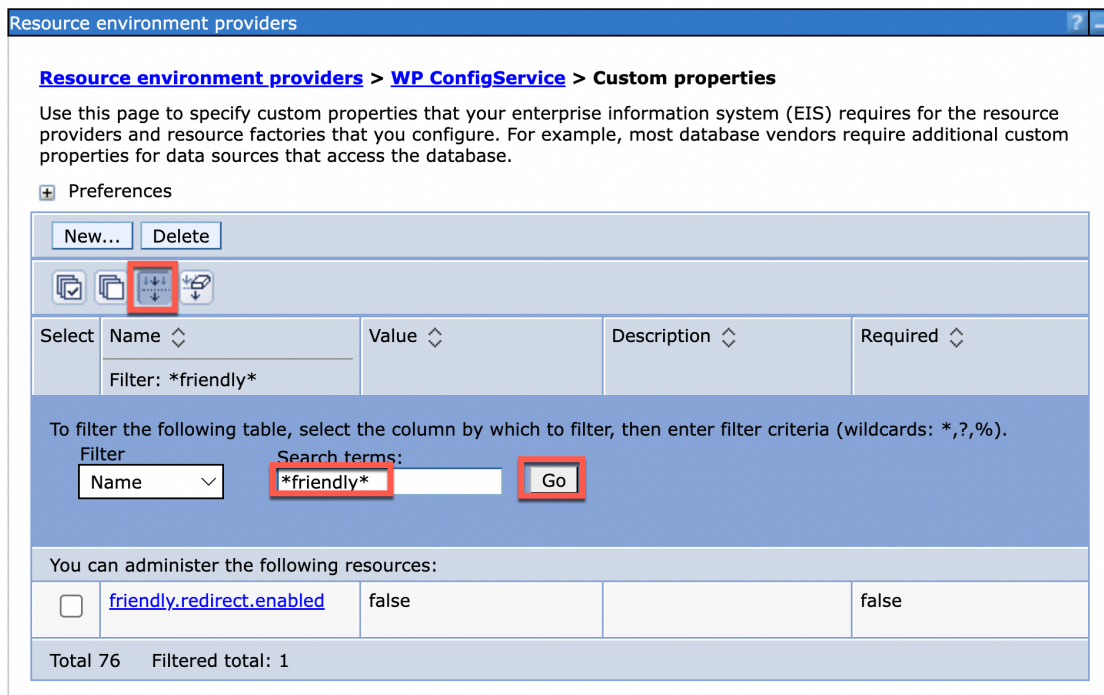 Resource environment providers ?
Resource environment providers > WP ConfigService > Custom properties
Use this page to specify custom properties that your enterprise information system (EIS) requires for the resource
providers and resource factories that you configure. For example, most database vendors require additional custom
properties for data sources that access the database.
Preferences
New... Delete
Select Name Value Description Required
Filter: *friendly*
To filter the following table, select the column by which to filter, then enter filter criteria (wildcards: *,?,%).
Filter Search terms:
Name *friendly* Go
You can administer the following resources:
friendly.redirect.enabled false false
Total 76 Filtered total: 1